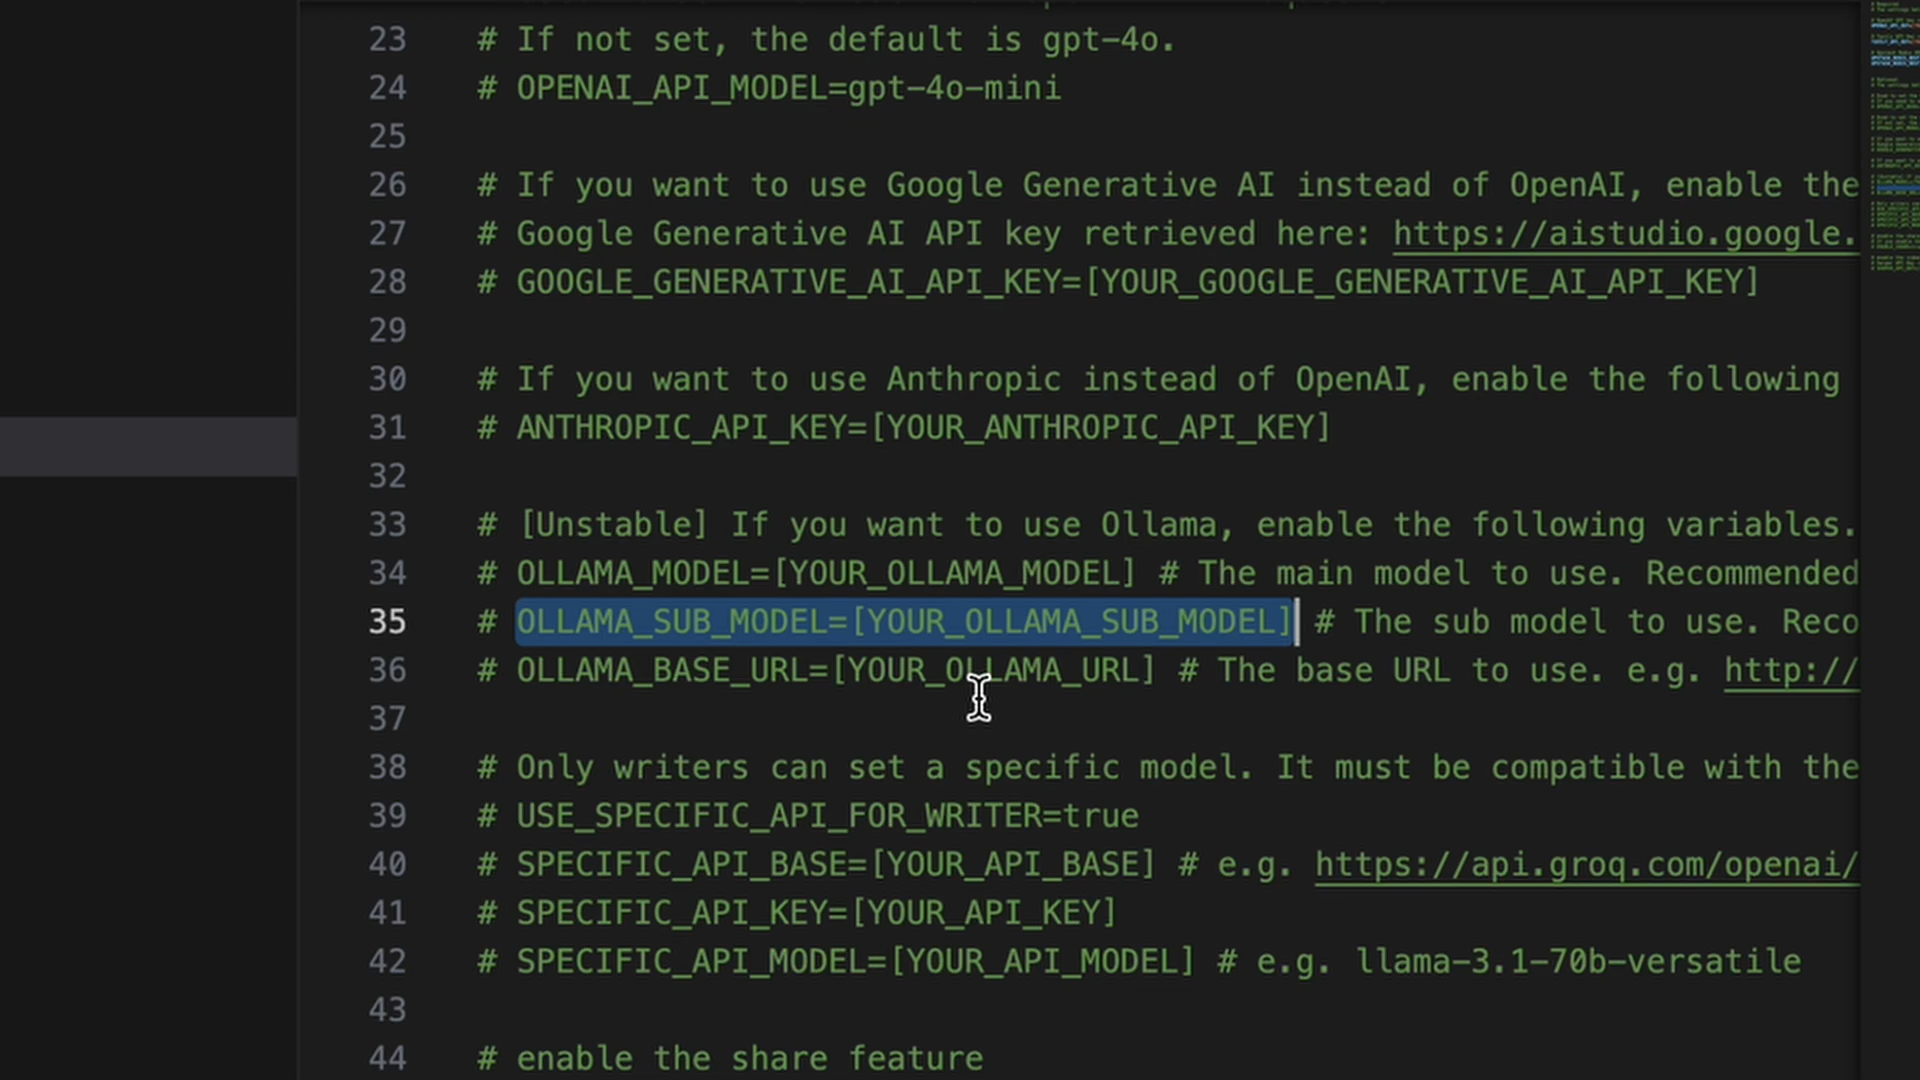 23 # If not set, the default is gpt-4o.
24 # OPENAI_API_MODEL=gpt-4o-mini
25
26 # If you want to use Google Generative AI instead of OpenAI, enable the
27 # Google Generative AI API key retrieved here: https://aistudio.google.
28 # GOOGLE_GENERATIVE_AI_API_KEY=[YOUR_GOOGLE_GENERATIVE_AI_API_KEY]
29
30 # If you want to use Anthropic instead of OpenAI, enable the following
31 # ANTHROPIC_API_KEY=[YOUR_ANTHROPIC_API_KEY]
32
33 # [Unstable] If you want to use Ollama, enable the following variables.
34 # OLLAMA_MODEL=[YOUR_OLLAMA_MODEL] # The main model to use. Recommended
35 # OLLAMA_SUB_MODEL=[YOUR_OLLAMA_SUB_MODEL] # The sub model to use. Reco
36 # OLLAMA_BASE_URL=[YOUR_OLLAMA_URL] # The base URL to use. e.g. http://
37
38 # Only writers can set a specific model. It must be compatible with the
39 # USE_SPECIFIC_API_FOR_WRITER=true
40 # SPECIFIC_API_BASE=[YOUR_API_BASE] # e.g. https://api.groq.com/openai/
41 # SPECIFIC_API_KEY=[YOUR_API_KEY]
42 # SPECIFIC_API_MODEL=[YOUR_API_MODEL] # e.g. llama-3.1-70b-versatile
43
44 # enable the share feature